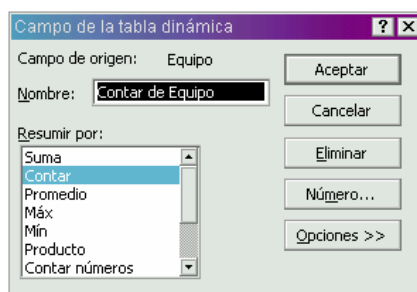 Campo de la tabla dinámica
Campo de origen: Equipo
Nombre: Contar de Equipo
Resumir por:
Suma
Contar
Promedio
Máx
Mín
Producto
Contar números
Aceptar
Cancelar
Eliminar
Número...
Opciones >>